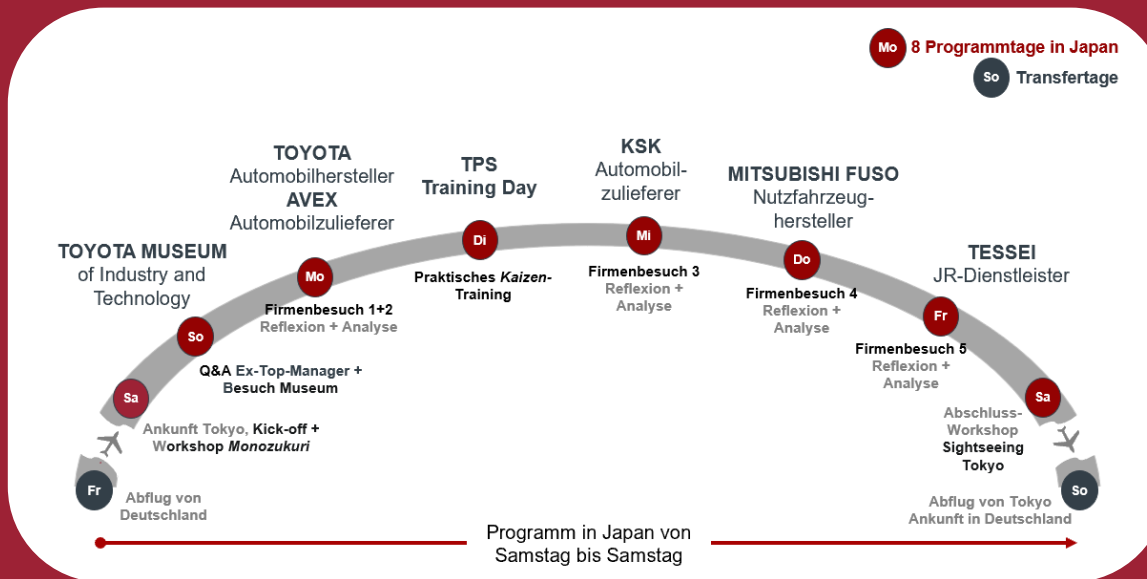 Mo 8 Programmtage in Japan
So Transfertage
Fr
Abflug von
Deutschland
Sa
Ankunft Tokyo, Kick-off +
Workshop Monozukuri
TOYOTA MUSEUM
of Industry and
Technology
So
Q&A Ex-Top-Manager +
Besuch Museum
TOYOTA
Automobilhersteller
AVEX
Automobilzulieferer
Mo
Firmenbesuch 1+2
Reflexion + Analyse
TPS
Training Day
Di
Praktisches Kaizen-
Training
KSK
Automobil-
zulieferer
Mi
Firmenbesuch 3
Reflexion +
Analyse
MITSUBISHI FUSO
Nutzfahrzeug-
hersteller
Do
Firmenbesuch 4
Reflexion +
Analyse
TESSEI
JR-Dienstleister
Fr
Firmenbesuch 5
Reflexion +
Analyse
Sa
Abschluss-
Workshop
Sightseeing
Tokyo
So
Abflug von Tokyo
Ankunft in Deutschland
Programm in Japan von
Samstag bis Samstag